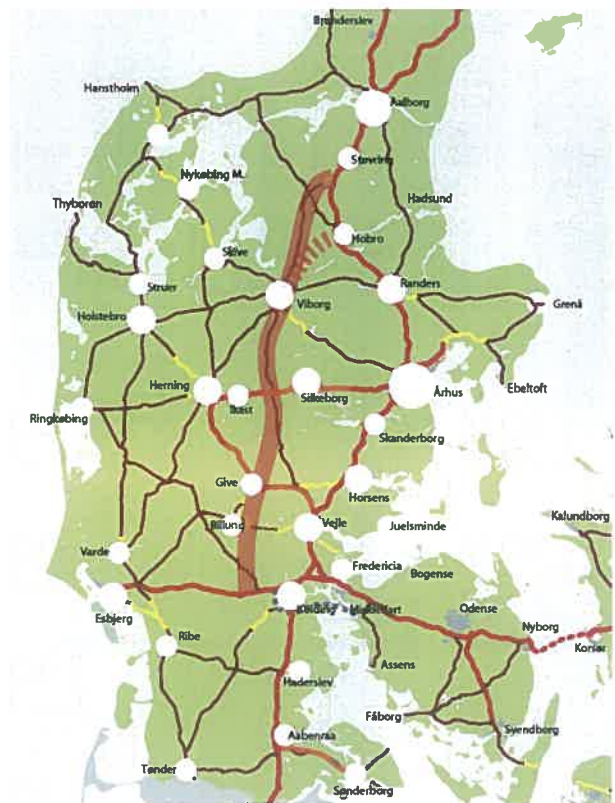 Brønderslev
Hanstholm
Aalborg
Støvring
Nykøbing M.
Thyborøn
Hadsund
Hobro
Skive
Struer
Randers
Viborg
Grenå
Holstebro
Herning
Ikast
Silkeborg
Århus
Ebeltoft
Ringkøbing
Skanderborg
Give
Horsens
Billund
Vejle
Juelsminde
Kalundborg
Varde
Fredericia
Bogense
Esbjerg
Kolding
Middelfart
Odense
Nyborg
Korsør
Ribe
Assens
Haderslev
Fåborg
Svendborg
Aabenraa
Tønder
Sønderborg